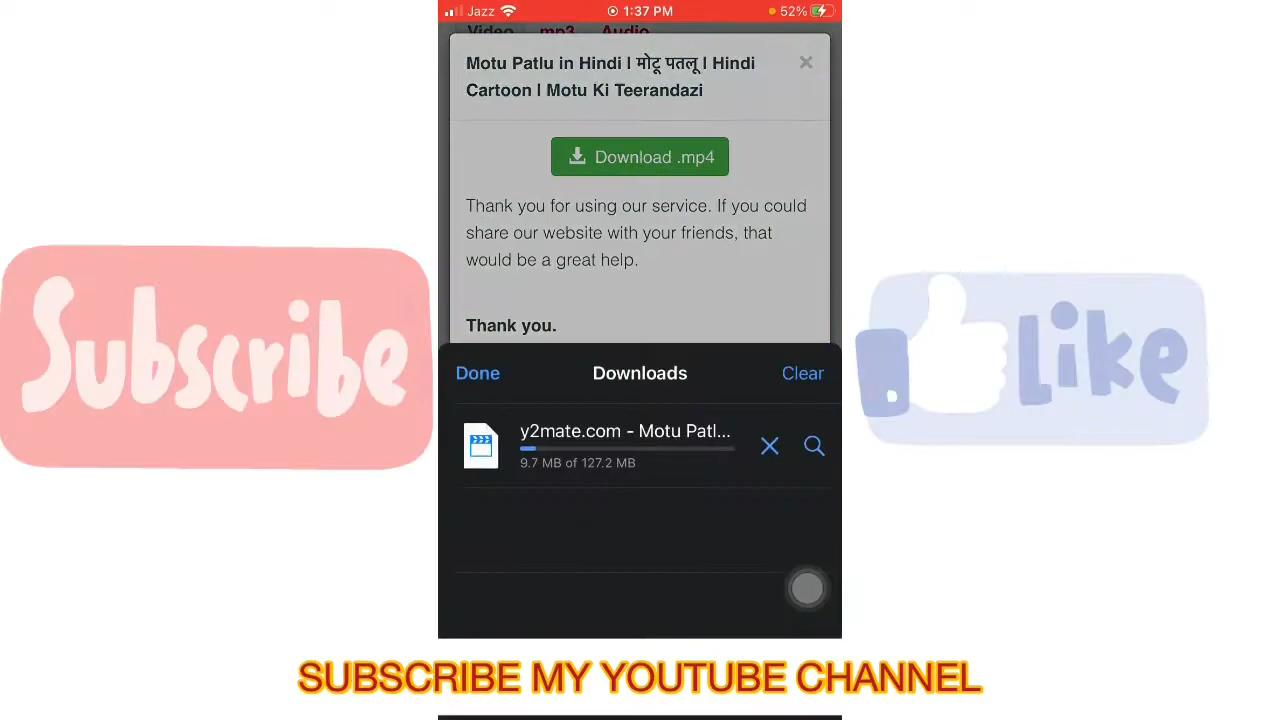 Jazz 1:37 PM 52%
Video mp3 Audio
Motu Patlu in Hindi | मोटू पतलू | Hindi
Cartoon | Motu Ki Teerandazi
Download .mp4
Thank you for using our service. If you could
share our website with your friends, that
would be a great help.
Thank you.
Subscribe
Like
Done Downloads Clear
y2mate.com - Motu Patl...
9.7 MB of 127.2 MB
SUBSCRIBE MY YOUTUBE CHANNEL